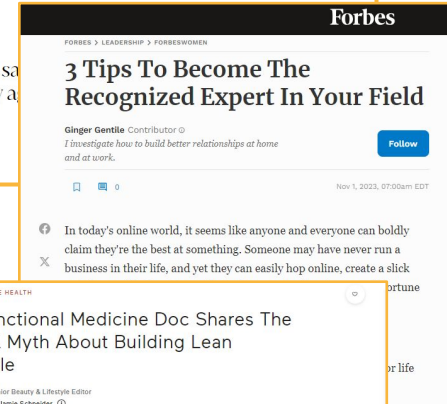 Forbes
FORBES > LEADERSHIP > FORBESWOMEN
3 Tips To Become The
Recognized Expert In Your Field
Ginger Gentile Contributor
I investigate how to build better relationships at home
and at work.
Follow
0
Nov 1, 2023, 07:00am EDT
In today's online world, it seems like anyone and everyone can boldly
claim they're the best at something. Someone may have never run a
business in their life, and yet they can easily hop online, create a slick
ortune
or life
HEALTH
nctional Medicine Doc Shares The
Myth About Building Lean
le
ior Beauty & Lifestyle Editor
Jamie Schneider